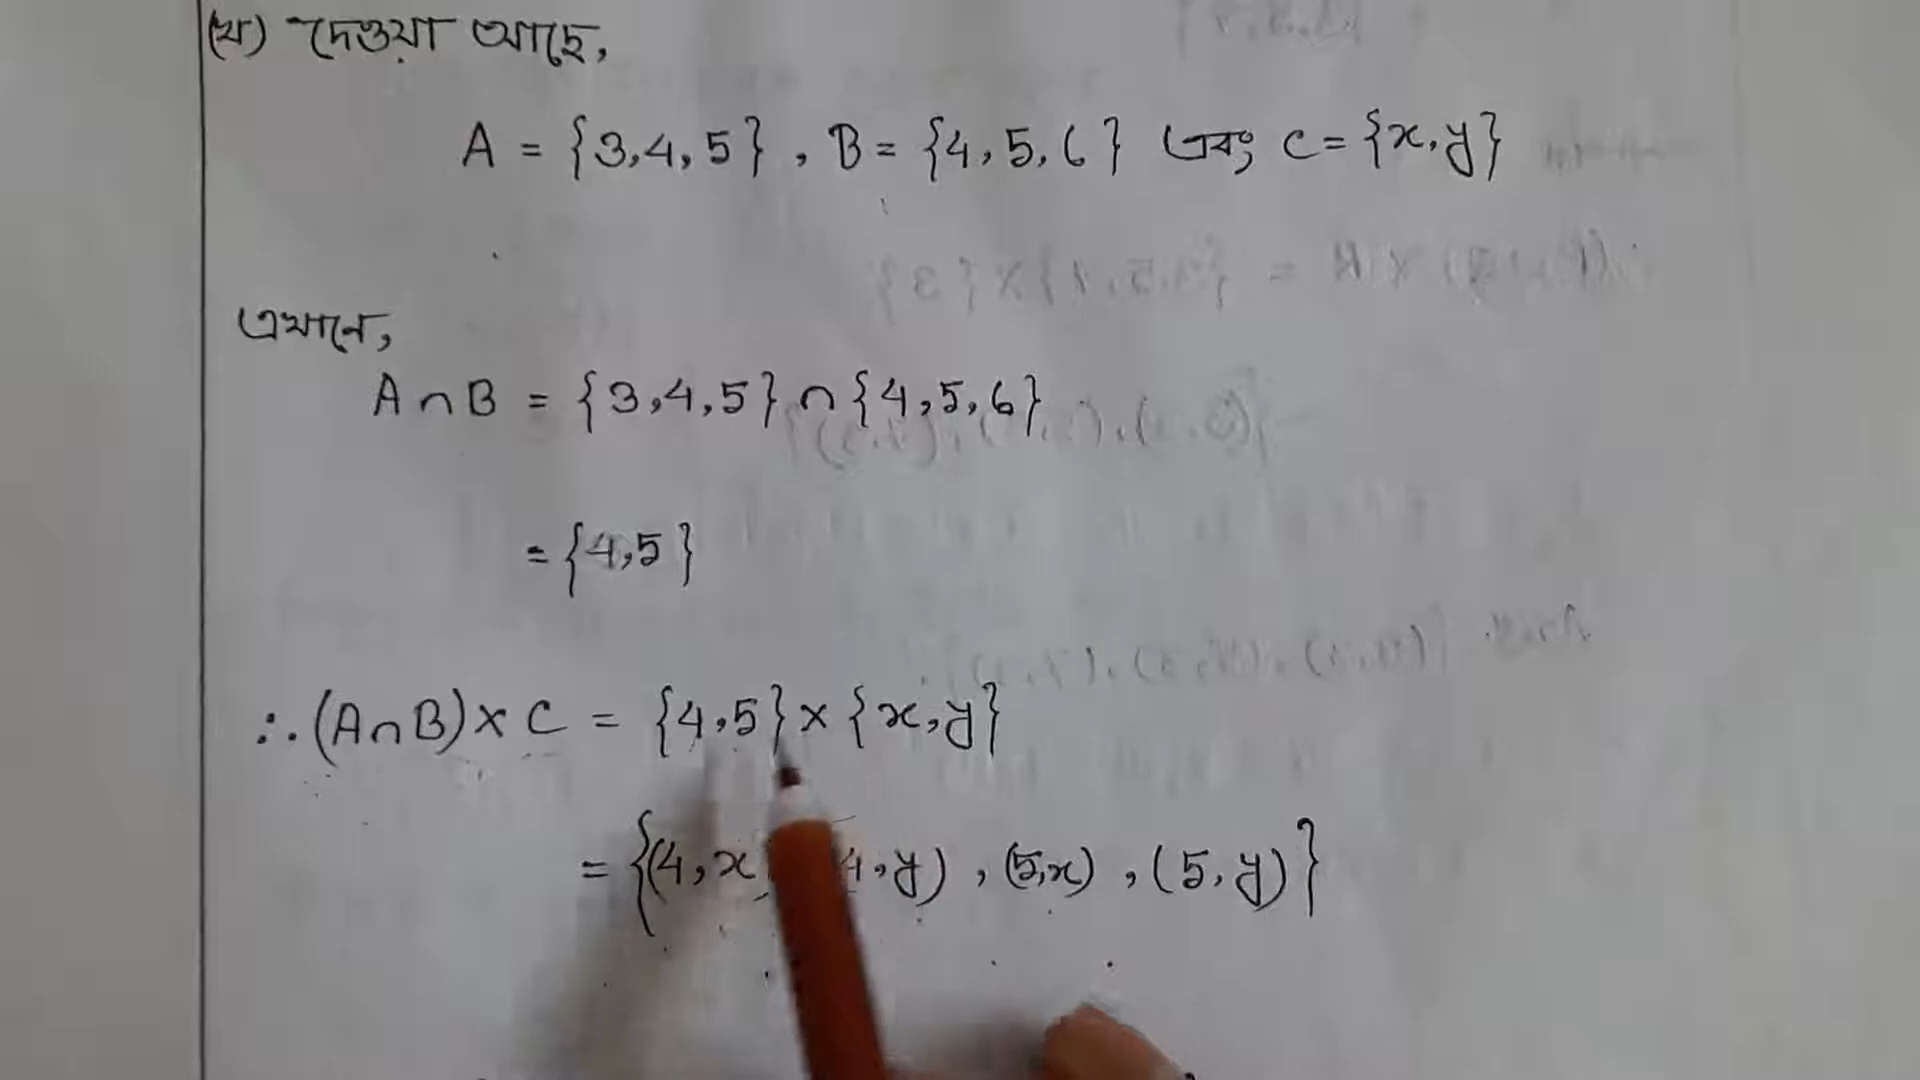 (খ) দেওয়া আছে,
A = {3,4,5}, B = {4,5,6} এবং C = {x,y}
এখানে,
A∩B = {3,4,5} ∩ {4,5,6}
= {4,5}
∴ (A∩B)×C = {4,5}×{x,y}
= {(4,x 4,y), (5,x), (5,y)}